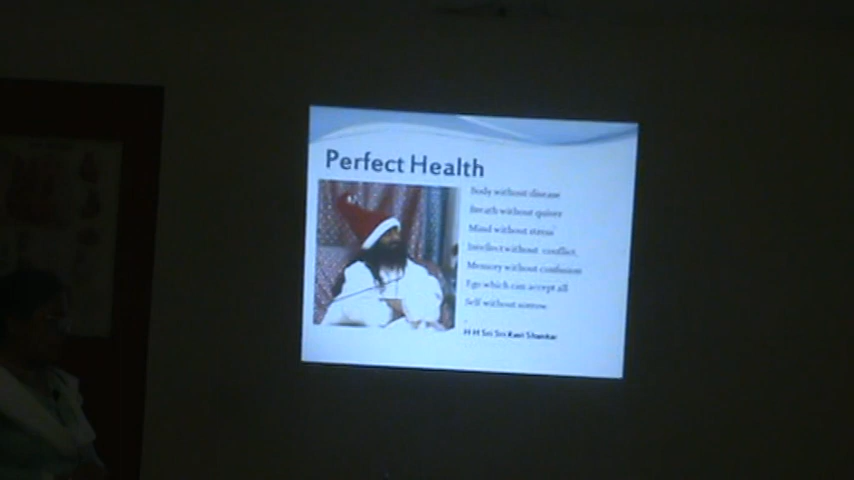 Perfect Health
Body without disease
Breath without quiver
Mind without stress
Intellect without conflict,
Memory without confusion
Ego which can accept all
Self without sorrow
H H Sri Sri Ravi Shankar